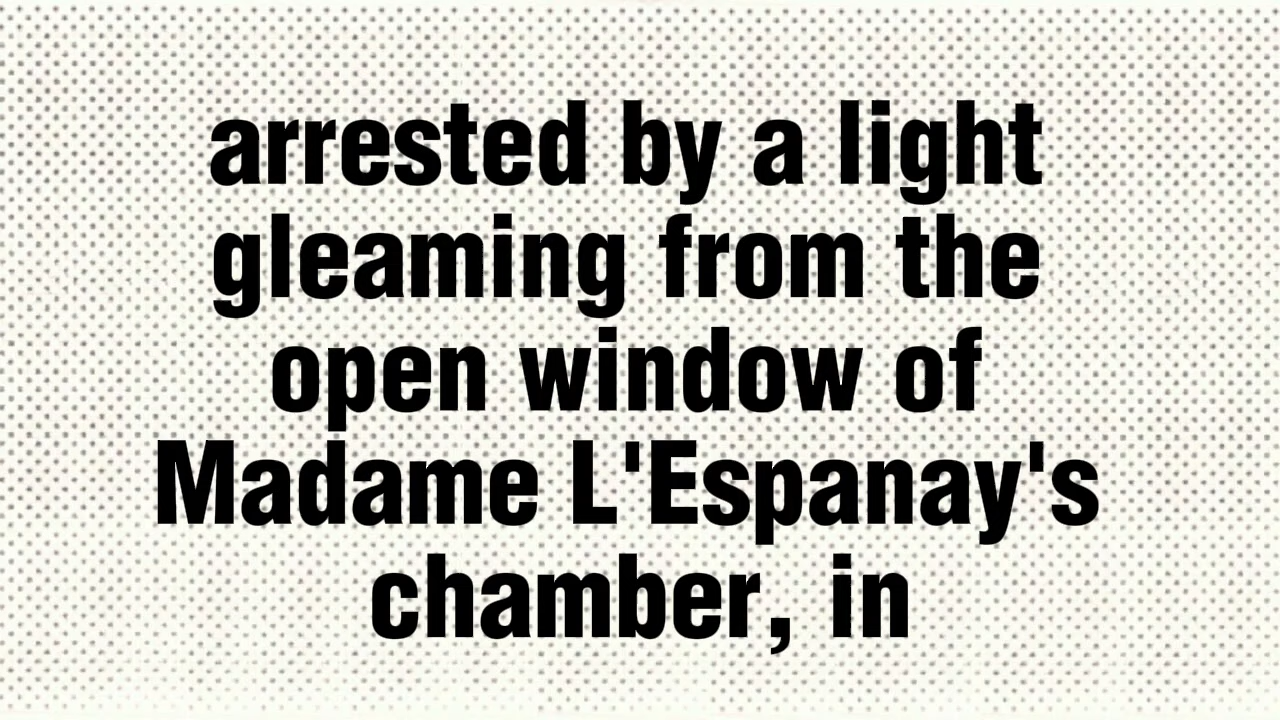 arrested by a light
gleaming from the
open window of
Madame L'Espanay's
chamber, in